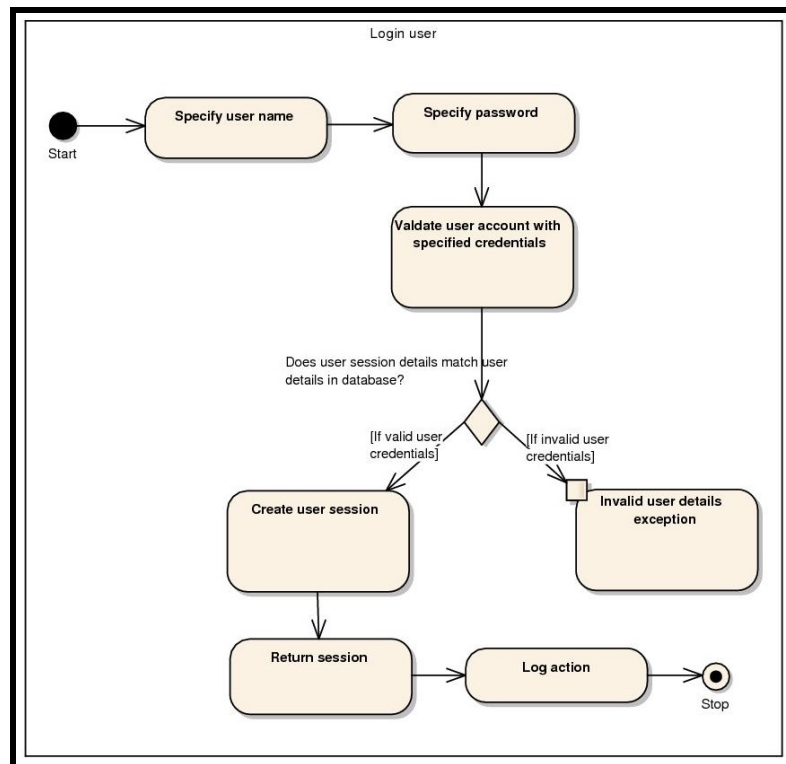 Login user
Start
Specify user name
Specify password
Valdate user account with
specified credentials
Does user session details match user
details in database?
[If valid user
credentials]
[If invalid user
credentials]
Create user session
Invalid user details
exception
Return session
Log action
Stop